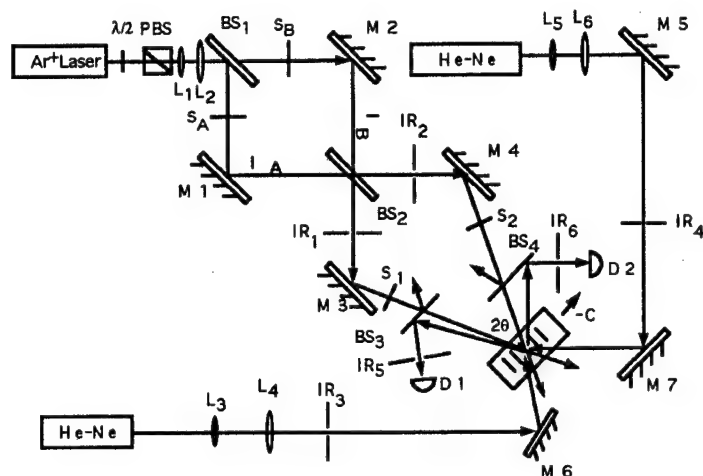 λ/2 PBS
BS1
SB
M 2
L5
L6
M 5
Ar+Laser
He-Ne
L1
L2
SA
I
B
IR2
M 4
I A
M 1
BS2
S2
IR6
IR4
BS4
IR1
D 2
S1
M 3
2θ
-C
BS3
IR5
D 1
M 7
L3
L4
IR3
He-Ne
M 6